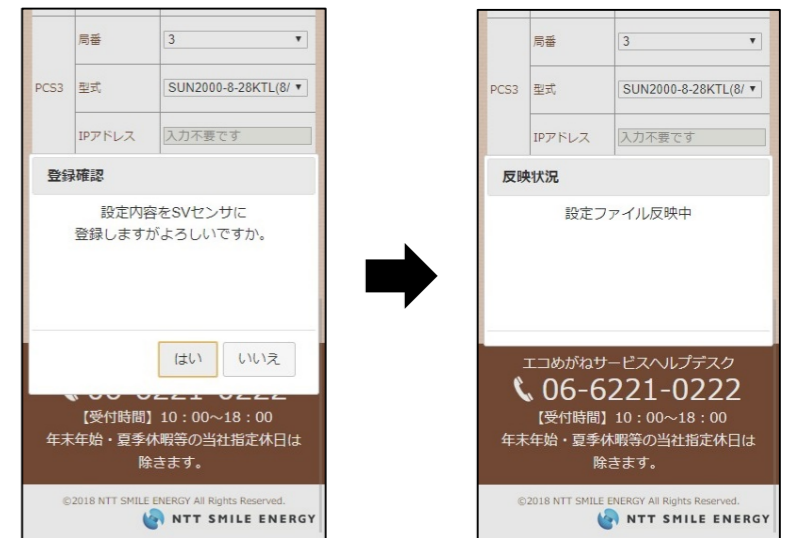 局番
3
PCS3
型式
SUN2000-8-28KTL(8/
IPアドレス
入力不要です
登録確認
設定内容をSVセンサに
登録しますがよろしいですか。
はい
いいえ
06-6221-0222
【受付時間】10：00～18：00
年末年始・夏季休暇等の当社指定休日は
除きます。
©2018 NTT SMILE ENERGY All Rights Reserved.
NTT SMILE ENERGY
局番
3
PCS3
型式
SUN2000-8-28KTL(8/
IPアドレス
入力不要です
反映状況
設定ファイル反映中
エコめがねサービスヘルプデスク
06-6221-0222
【受付時間】10：00～18：00
年末年始・夏季休暇等の当社指定休日は
除きます。
©2018 NTT SMILE ENERGY All Rights Reserved.
NTT SMILE ENERGY